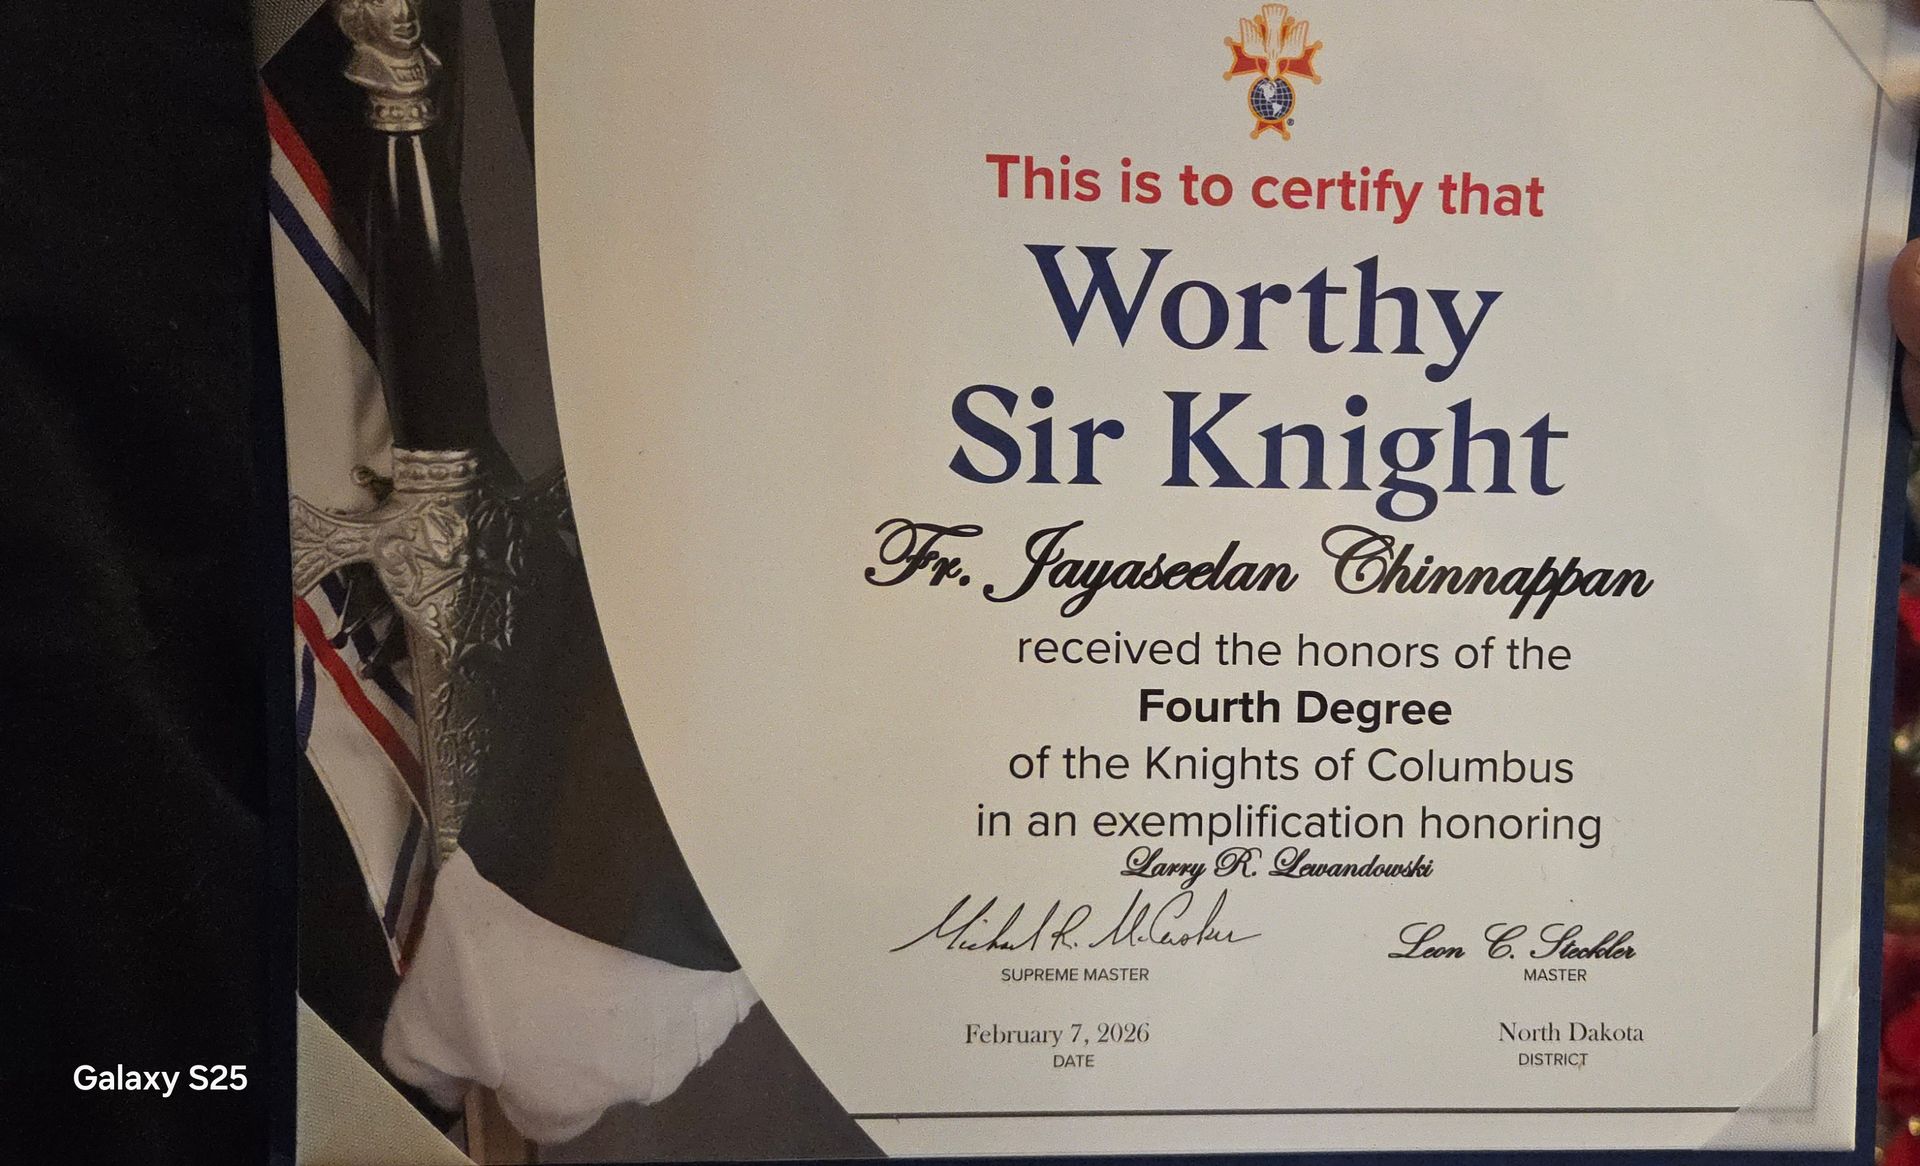 This is to certify that
Worthy
Sir Knight
Fr. Jayaseelan Chinnappan
received the honors of the
Fourth Degree
of the Knights of Columbus
in an exemplification honoring
Larry R. Lewandowski
Michael R. McCusker
SUPREME MASTER
Leon C. Steckler
MASTER
February 7, 2026
DATE
North Dakota
DISTRICT
Galaxy S25